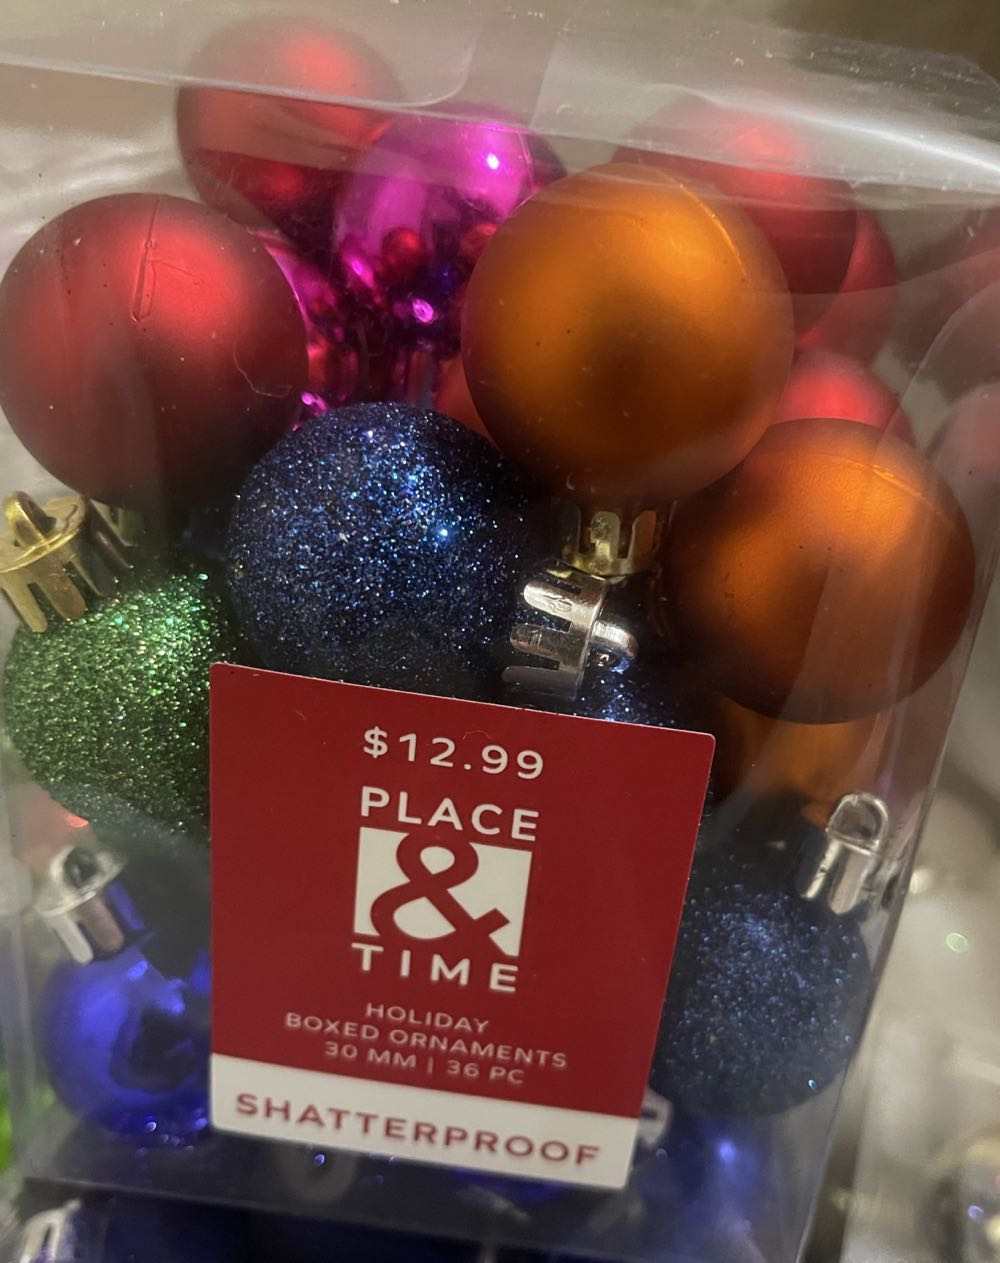 $12.99
PLACE
&
TIME
HOLIDAY
BOXED ORNAMENTS
30 MM | 36 PC
SHATTERPROOF